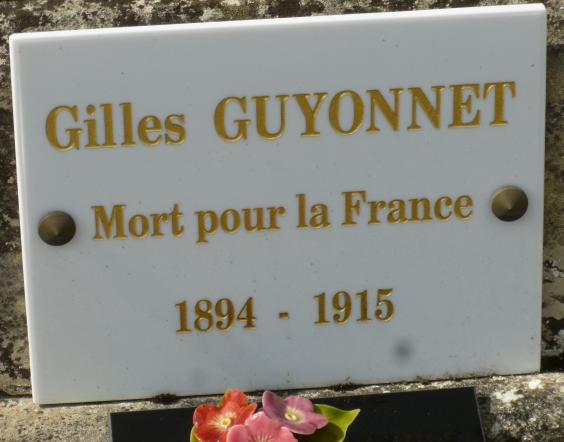 Gilles GUYONNET
Mort pour la France
1894 - 1915